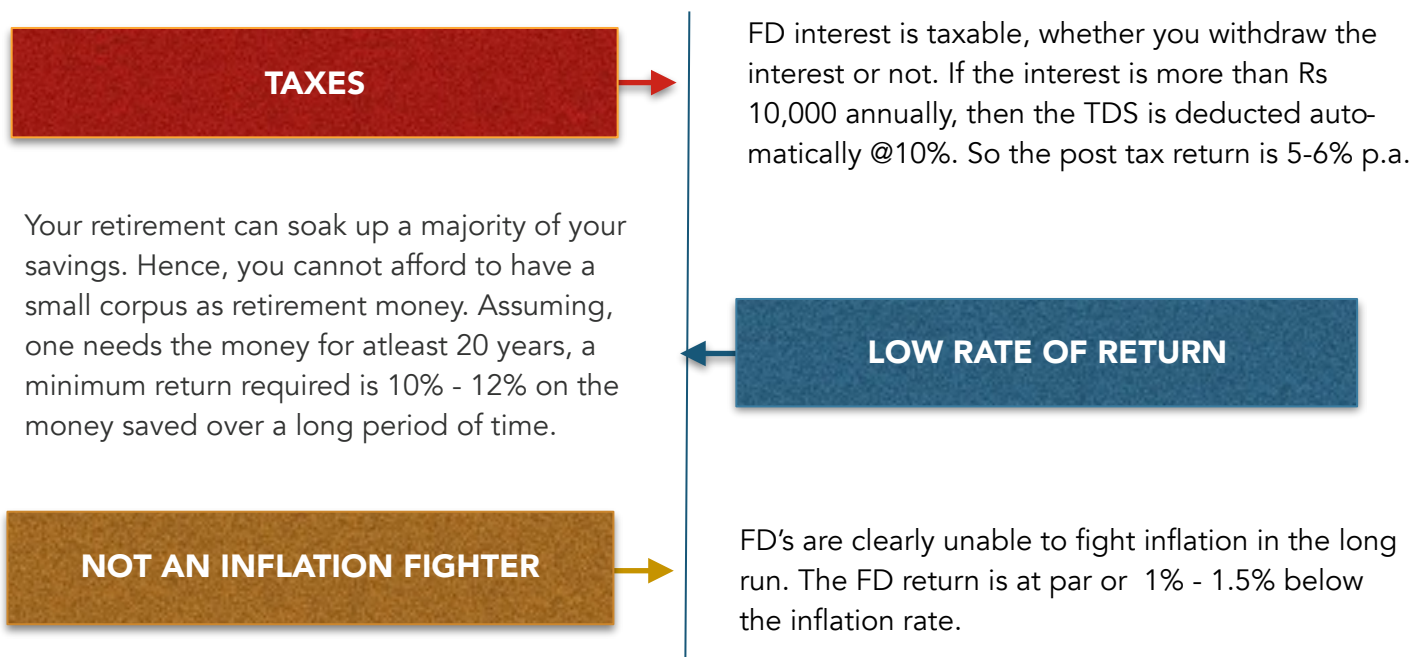 TAXES
FD interest is taxable, whether you withdraw the
interest or not. If the interest is more than Rs
10,000 annually, then the TDS is deducted auto-
matically @10%. So the post tax return is 5-6% p.a.
Your retirement can soak up a majority of your
savings. Hence, you cannot afford to have a
small corpus as retirement money. Assuming,
one needs the money for atleast 20 years, a
minimum return required is 10% - 12% on the
money saved over a long period of time.
LOW RATE OF RETURN
NOT AN INFLATION FIGHTER
FD’s are clearly unable to fight inflation in the long
run. The FD return is at par or 1% - 1.5% below
the inflation rate.